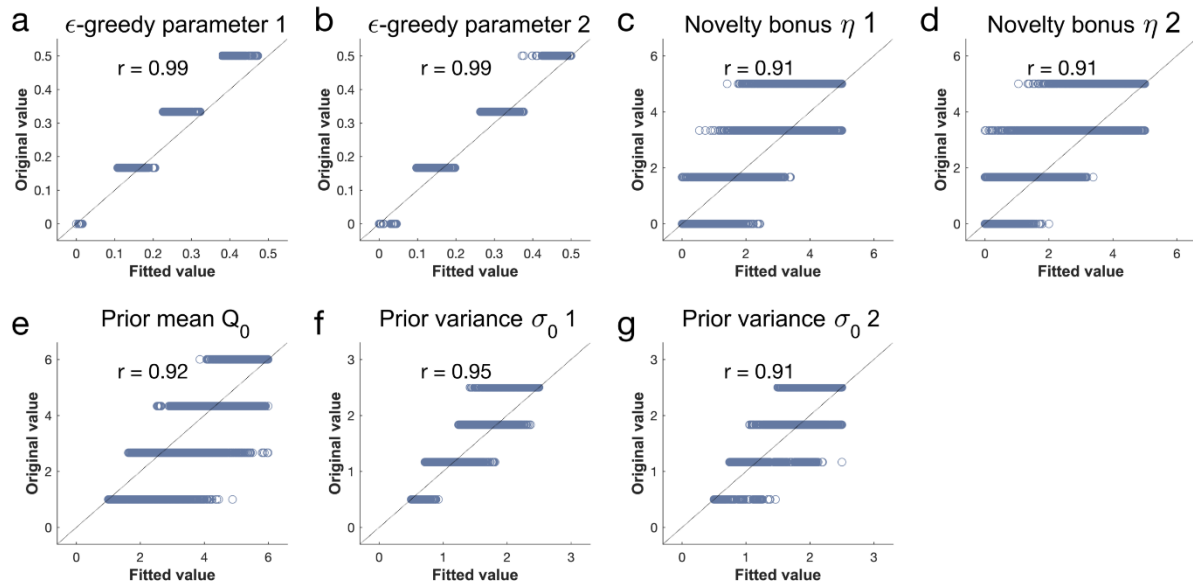 a
ϵ-greedy parameter 1
r = 0.99
0.5
0.4
0.3
0.2
0.1
0
Original value
0
0.1
0.2
0.3
0.4
0.5
Fitted value
b
ϵ-greedy parameter 2
r = 0.99
0.5
0.4
0.3
0.2
0.1
0
Original value
0
0.1
0.2
0.3
0.4
0.5
Fitted value
c
Novelty bonus η 1
r = 0.91
6
4
2
0
Original value
0
2
4
6
Fitted value
d
Novelty bonus η 2
r = 0.91
6
4
2
0
Original value
0
2
4
6
Fitted value
e
Prior mean Q₀
r = 0.92
6
4
2
0
Original value
0
2
4
6
Fitted value
f
Prior variance σ₀ 1
r = 0.95
3
2
1
0
Original value
0
1
2
3
Fitted value
g
Prior variance σ₀ 2
r = 0.91
3
2
1
0
Original value
0
1
2
3
Fitted value